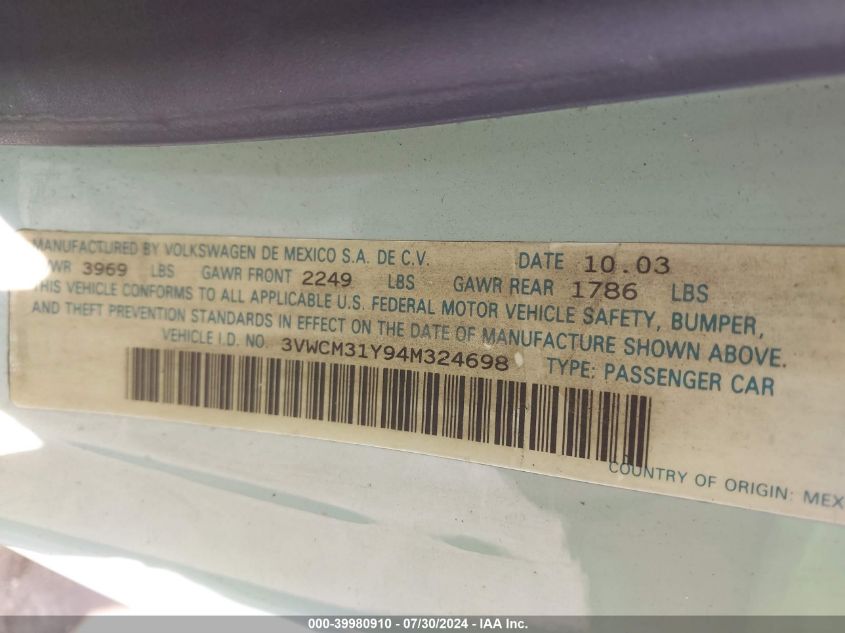 MANUFACTURED BY VOLKSWAGEN DE MEXICO S.A. DE C.V. DATE 10.03
3969 LBS GAWR FRONT 2249 LBS GAWR REAR 1786 LBS
THIS VEHICLE CONFORMS TO ALL APPLICABLE U.S. FEDERAL MOTOR VEHICLE SAFETY, BUMPER,
AND THEFT PREVENTION STANDARDS IN EFFECT ON THE DATE OF MANUFACTURE SHOWN ABOVE.
VEHICLE I.D. NO. 3VWCM31Y94M324698 TYPE: PASSENGER CAR
COUNTRY OF ORIGIN: MEX
000-39980910 / 07/30/2024 - IAA Inc.